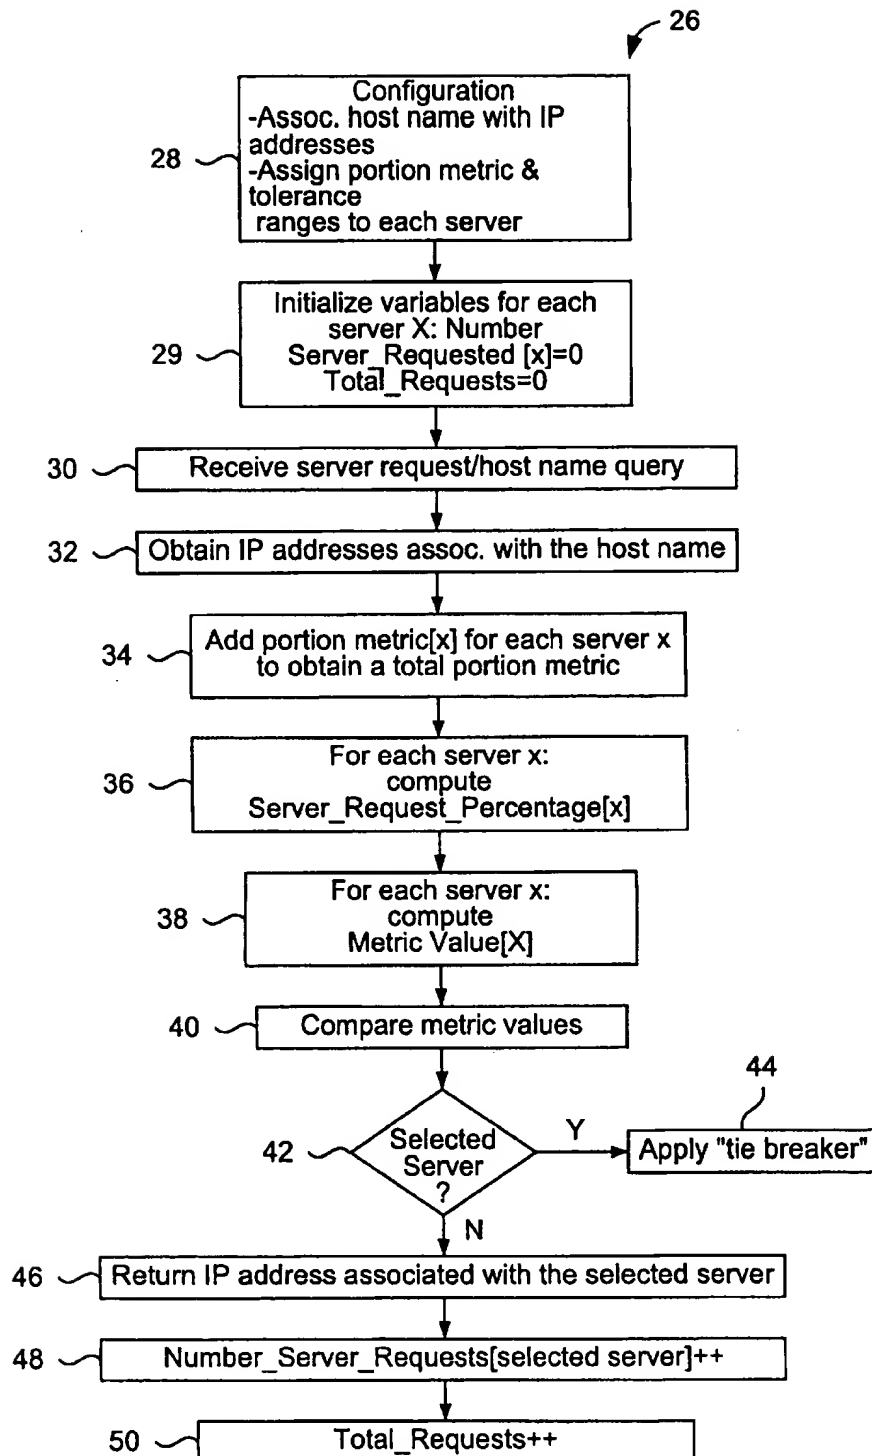 26
Configuration
-Assoc. host name with IP
addresses
-Assign portion metric &
tolerance
ranges to each server
28
Initialize variables for each
server X: Number
Server_Requested [x]=0
Total_Requests=0
29
30
Receive server request/host name query
32
Obtain IP addresses assoc. with the host name
34
Add portion metric[x] for each server x
to obtain a total portion metric
36
For each server x:
compute
Server_Request_Percentage[x]
38
For each server x:
compute
Metric Value[X]
40
Compare metric values
42
Selected
Server
?
Y
44
Apply "tie breaker"
N
46
Return IP address associated with the selected server
48
Number_Server_Requests[selected server]++
50
Total_Requests++